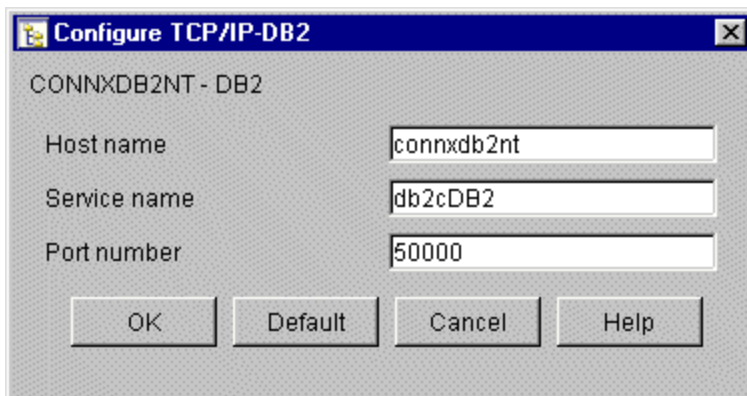 Configure TCP/IP-DB2
CONNXDB2NT - DB2
Host name connxdb2nt
Service name db2cDB2
Port number 50000
OK Default Cancel Help